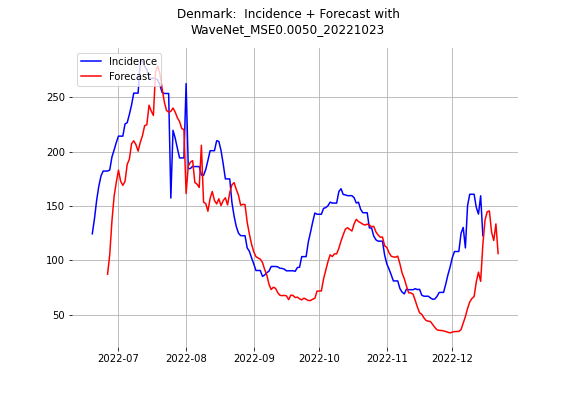 Denmark:  Incidence + Forecast with
WaveNet_MSE0.0050_20221023
Incidence
Forecast
250
200
150
100
50
2022-07
2022-08
2022-09
2022-10
2022-11
2022-12